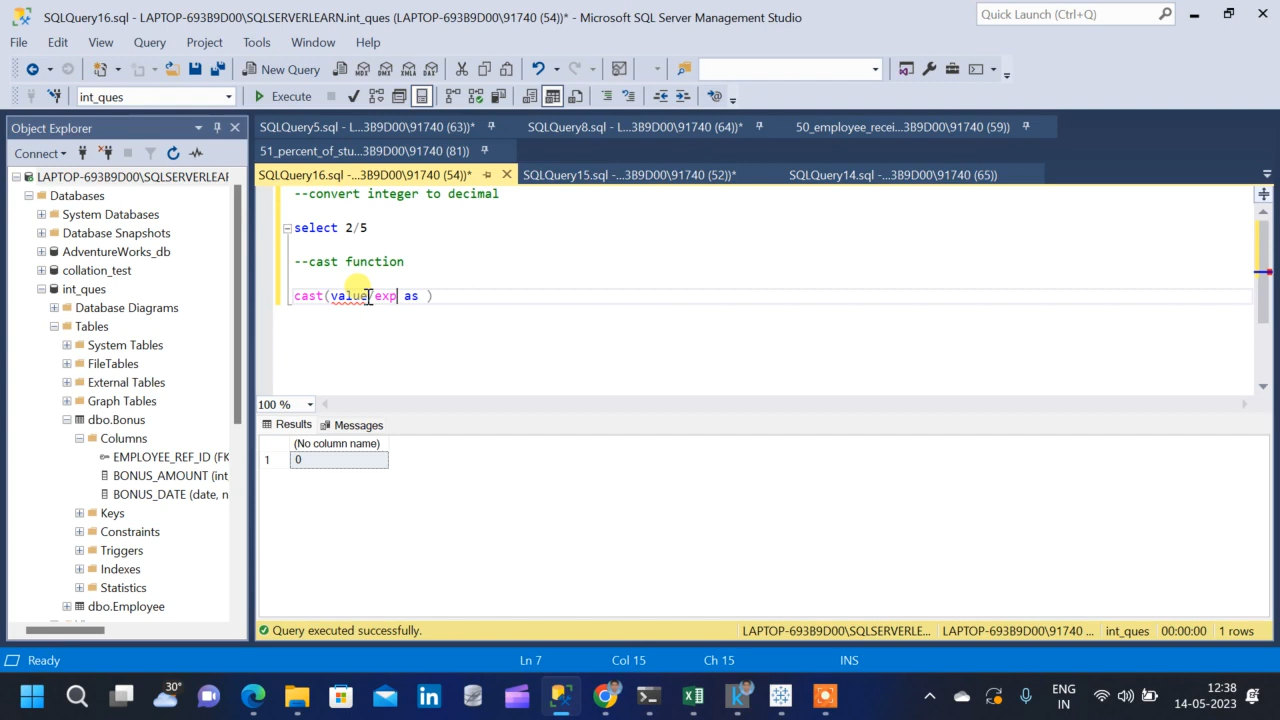 SQLQuery16.sql - LAPTOP-693B9D00\SQLSERVERLEARN.int_ques (LAPTOP-693B9D00\91740 (54))* - Microsoft SQL Server Management Studio
Quick Launch (Ctrl+Q)
File Edit View Query Project Tools Window Help
New Query
MDX DMX XMLA DAX
int_ques
Execute
Object Explorer
SQLQuery5.sql - L...3B9D00\91740 (63))* SQLQuery8.sql - L...3B9D00\91740 (64))* 50_employee_recei...3B9D00\91740 (59))
Connect
51_percent_of_stu...3B9D00\91740 (81))
SQLQuery16.sql -...3B9D00\91740 (54))* SQLQuery15.sql -...3B9D00\91740 (52))* SQLQuery14.sql -...3B9D00\91740 (65))
LAPTOP-693B9D00\SQLSERVERLEAR
Databases
System Databases
Database Snapshots
AdventureWorks_db
collation_test
int_ques
Database Diagrams
Tables
System Tables
FileTables
External Tables
Graph Tables
dbo.Bonus
Columns
EMPLOYEE_REF_ID (FK
BONUS_AMOUNT (int
BONUS_DATE (date, n
Keys
Constraints
Triggers
Indexes
Statistics
dbo.Employee
--convert integer to decimal
select 2/5
--cast function
cast(value/exp as )
100 %
Results Messages
(No column name)
1 0
Query executed successfully.
LAPTOP-693B9D00\SQLSERVERLE... LAPTOP-693B9D00\91740 ... int_ques 00:00:00 1 rows
Ready Ln 7 Col 15 Ch 15 INS
30°
ENG
IN
12:38
14-05-2023